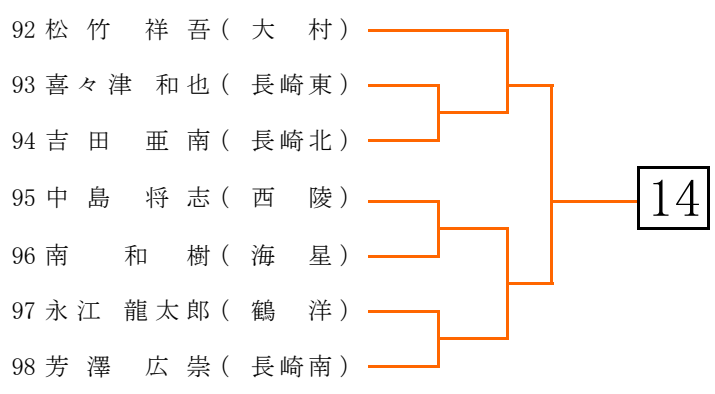 92 松竹 祥吾(大村)
93 喜々津 和也(長崎東)
94 吉田 亜南(長崎北)
95 中島 将志(西陵)
14
96 南 和樹(海星)
97 永江 龍太郎(鶴洋)
98 芳澤 広崇(長崎南)